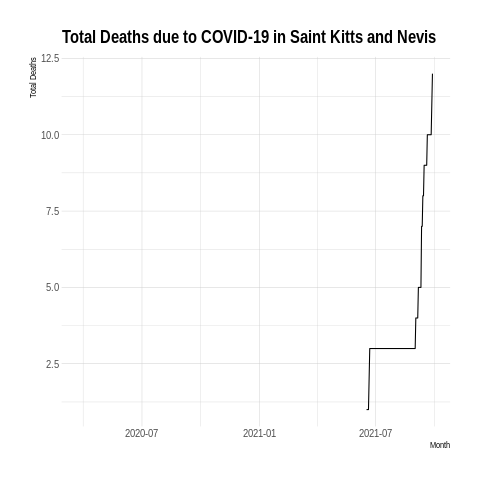 Total Deaths due to COVID-19 in Saint Kitts and Nevis
Total Deaths
12.5
10.0
7.5
5.0
2.5
2020-07
2021-01
2021-07
Month